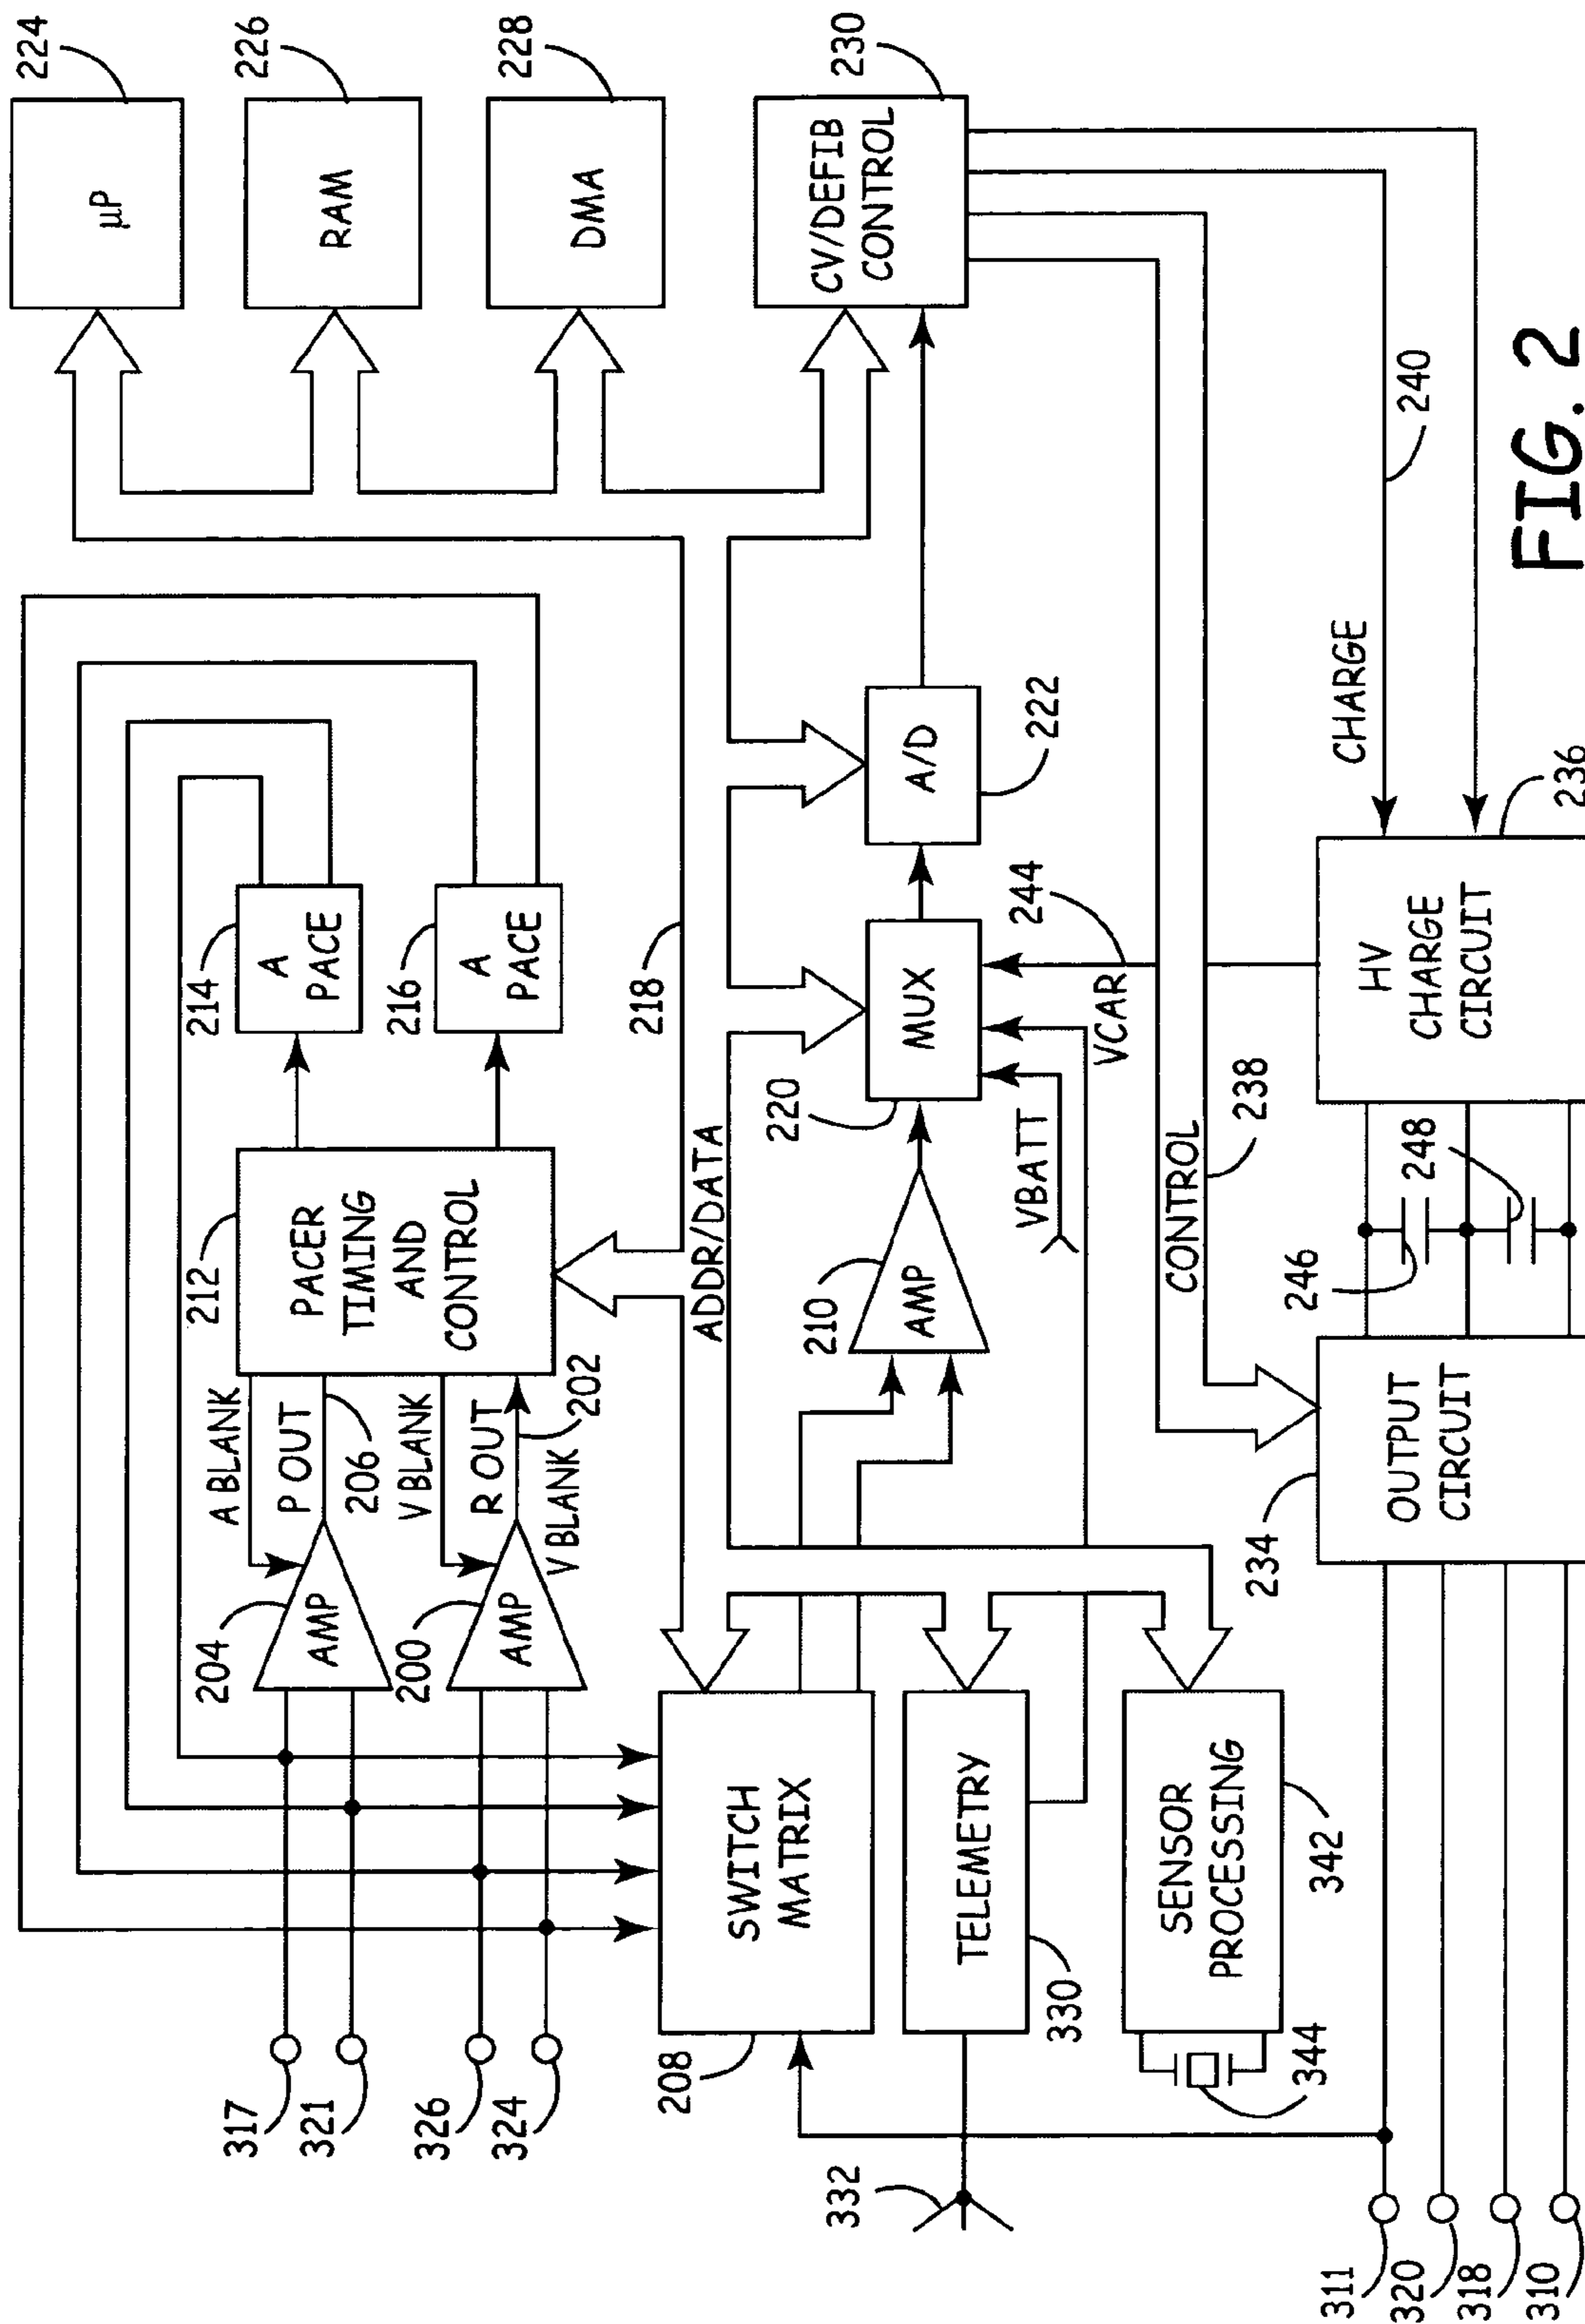 224
µP
226
RAM
228
DMA
230
CV/DEFIB
CONTROL
214
A
PACE
216
A
PACE
212
PACER
TIMING
AND
CONTROL
A BLANK
P OUT
206
V BLANK
R OUT
202
V BLANK
204
AMP
200
AMP
317
321
326
324
218
ADDR/DATA
208
SWITCH
MATRIX
210
AMP
220
MUX
222
A/D
VBATT
VCAR
244
TELEMETRY
330
332
SENSOR
PROCESSING
342
344
CONTROL
238
CHARGE
240
234
OUTPUT
CIRCUIT
246
248
HV
CHARGE
CIRCUIT
236
311
320
318
310
FIG. 2